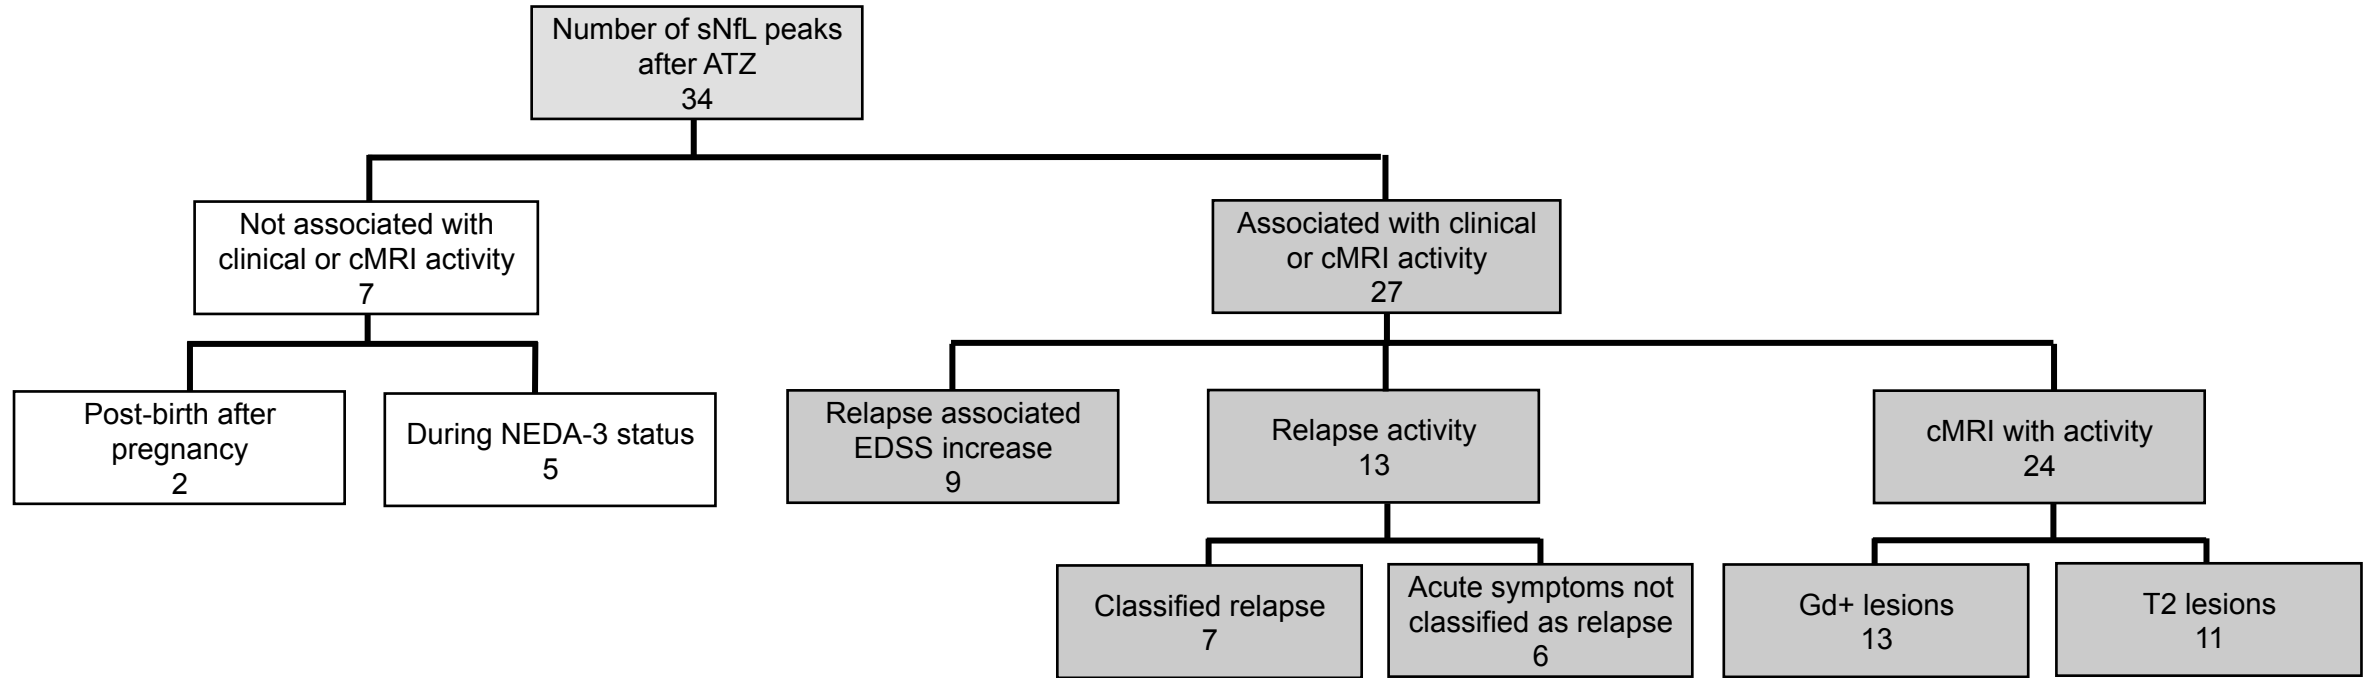 Number of sNfL peaks
after ATZ
34
Not associated with
clinical or cMRI activity
7
Associated with clinical
or cMRI activity
27
Post-birth after
pregnancy
2
During NEDA-3 status
5
Relapse associated
EDSS increase
9
Relapse activity
13
cMRI with activity
24
Classified relapse
7
Acute symptoms not
classified as relapse
6
Gd+ lesions
13
T2 lesions
11